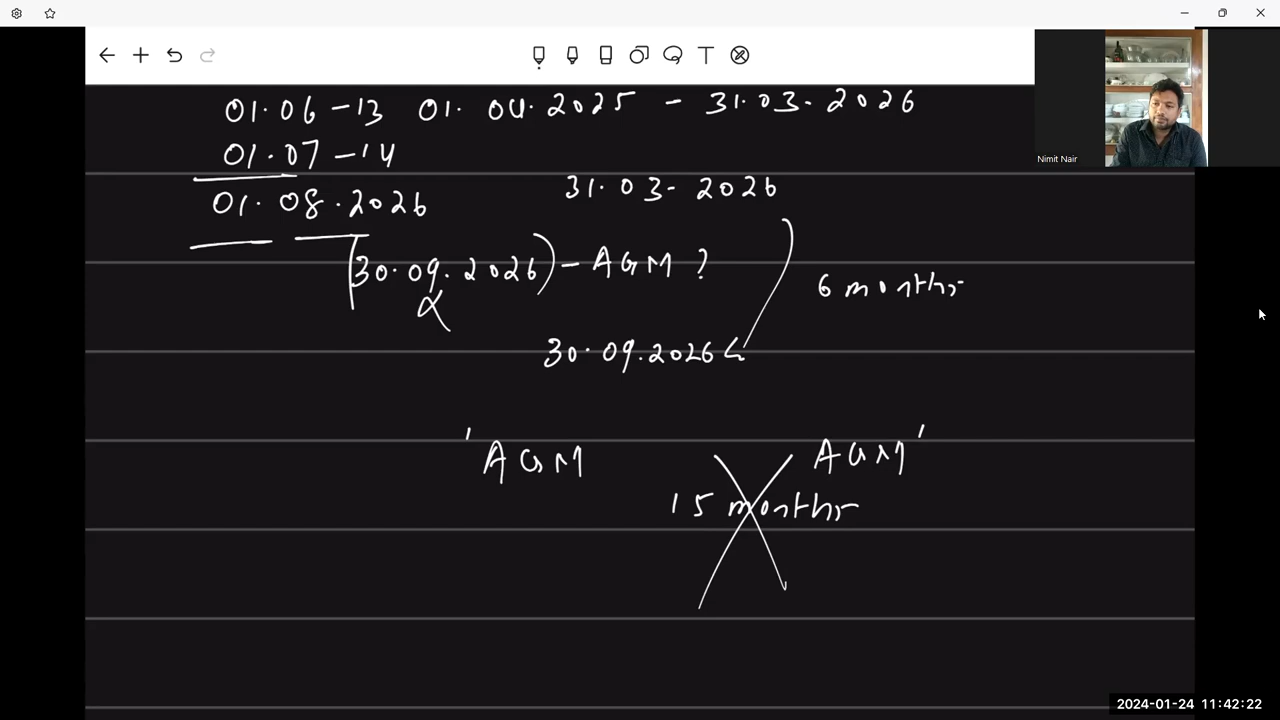 01.06 - 13 01.04.2025 - 31.03.2026
01.07 - 14
01.08.2026 31.03.2026
(30.09.2026) - AGM ?
6 months
30.09.2026
'AGM AGM'
15 months
Nimit Nair
2024-01-24 11:42:22